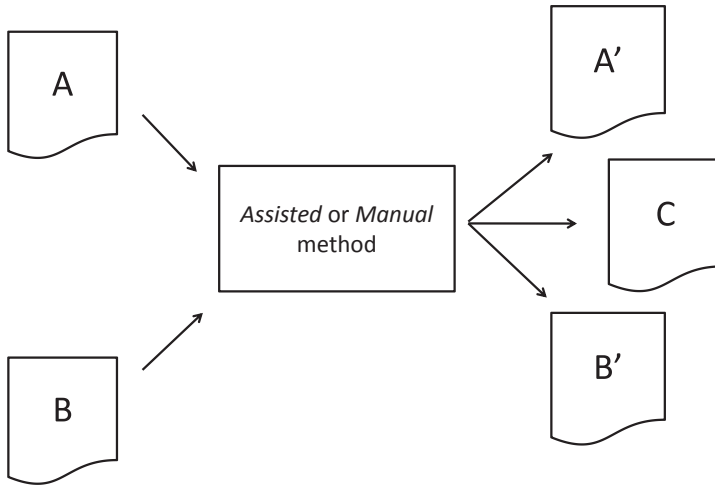 A
B
Assisted or Manual
method
A’
C
B’